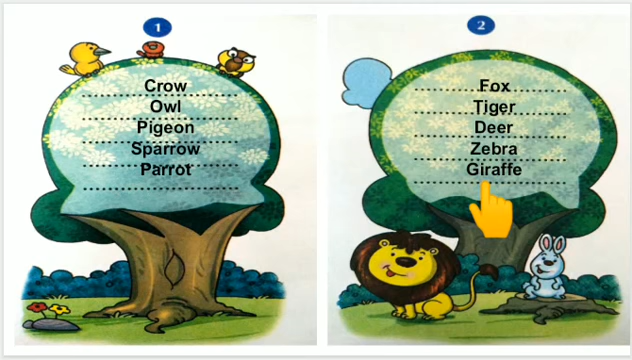 1
Crow
Owl
Pigeon
Sparrow
Parrot
2
Fox
Tiger
Deer
Zebra
Giraffe